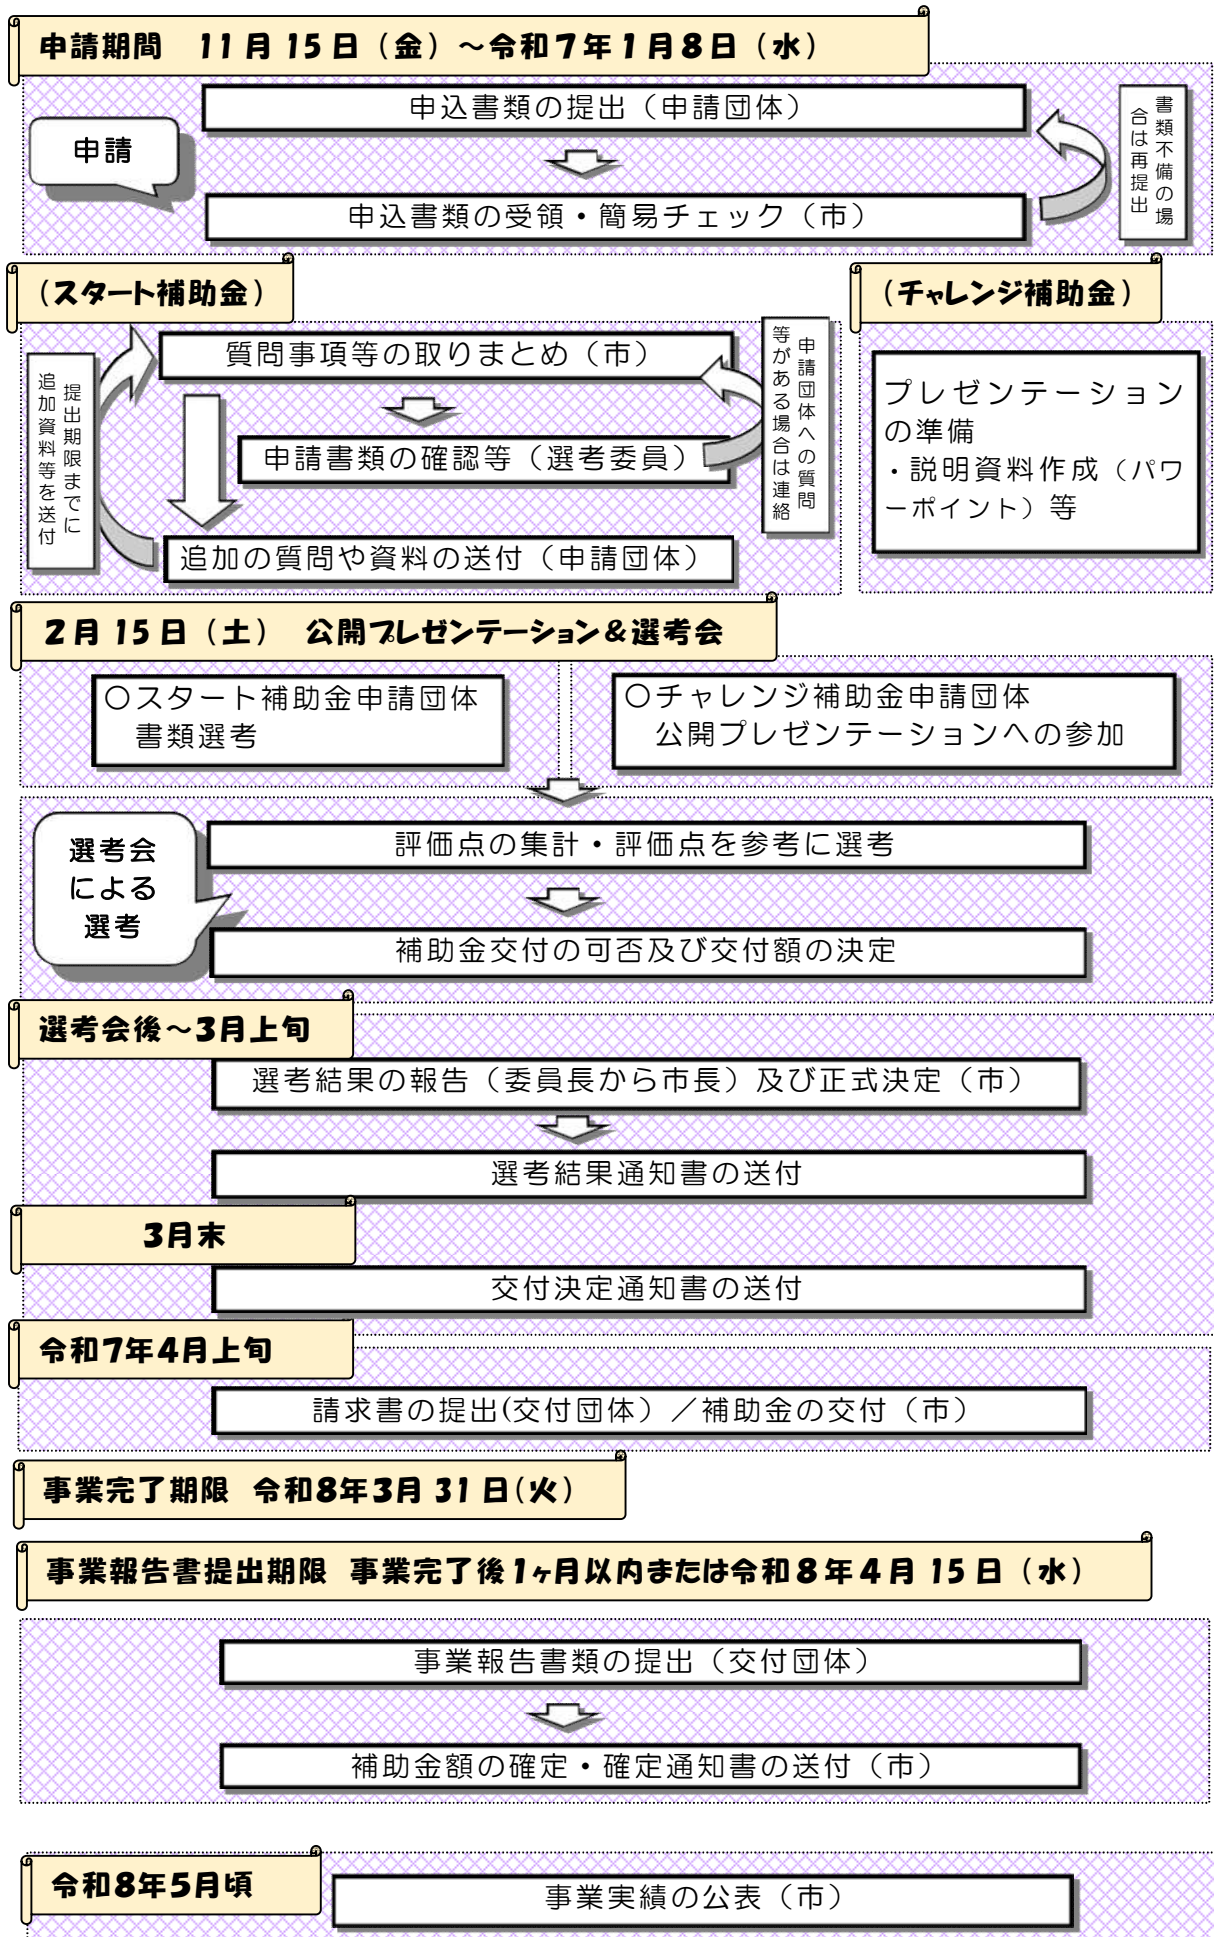 申請期間　11月15日（金）～令和7年1月8日（水）
申込書類の提出（申請団体）
申請
書類不備の場
合は再提出
申込書類の受領・簡易チェック（市）
（スタート補助金）
（チャレンジ補助金）
質問事項等の取りまとめ（市）
申請団体への質問
等がある場合は連絡
提出期限までに
追加資料等を送付
申請書類の確認等（選考委員）
追加の質問や資料の送付（申請団体）
プレゼンテーション
の準備
・説明資料作成（パワ
ーポイント）等
2月15日（土）　公開プレゼンテーション＆選考会
〇スタート補助金申請団体
書類選考
〇チャレンジ補助金申請団体
公開プレゼンテーションへの参加
選考会
による
選考
評価点の集計・評価点を参考に選考
補助金交付の可否及び交付額の決定
選考会後～3月上旬
選考結果の報告（委員長から市長）及び正式決定（市）
選考結果通知書の送付
3月末
交付決定通知書の送付
令和7年4月上旬
請求書の提出(交付団体）／補助金の交付（市）
事業完了期限　令和8年3月31日(火）
事業報告書提出期限　事業完了後1ヶ月以内または令和8年4月15日（水）
事業報告書類の提出（交付団体）
補助金額の確定・確定通知書の送付（市）
令和8年5月頃
事業実績の公表（市）